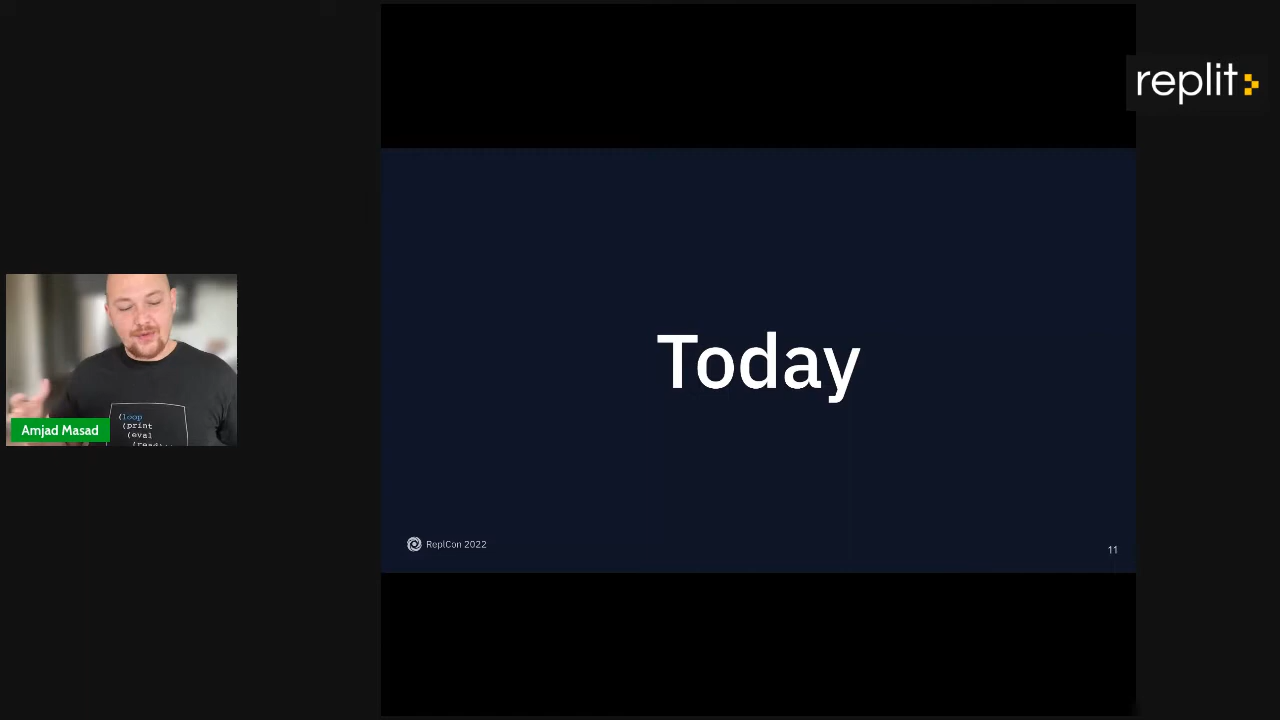 replit
Today
Amjad Masad
(loop
(print
(eval
ReplCon 2022
11